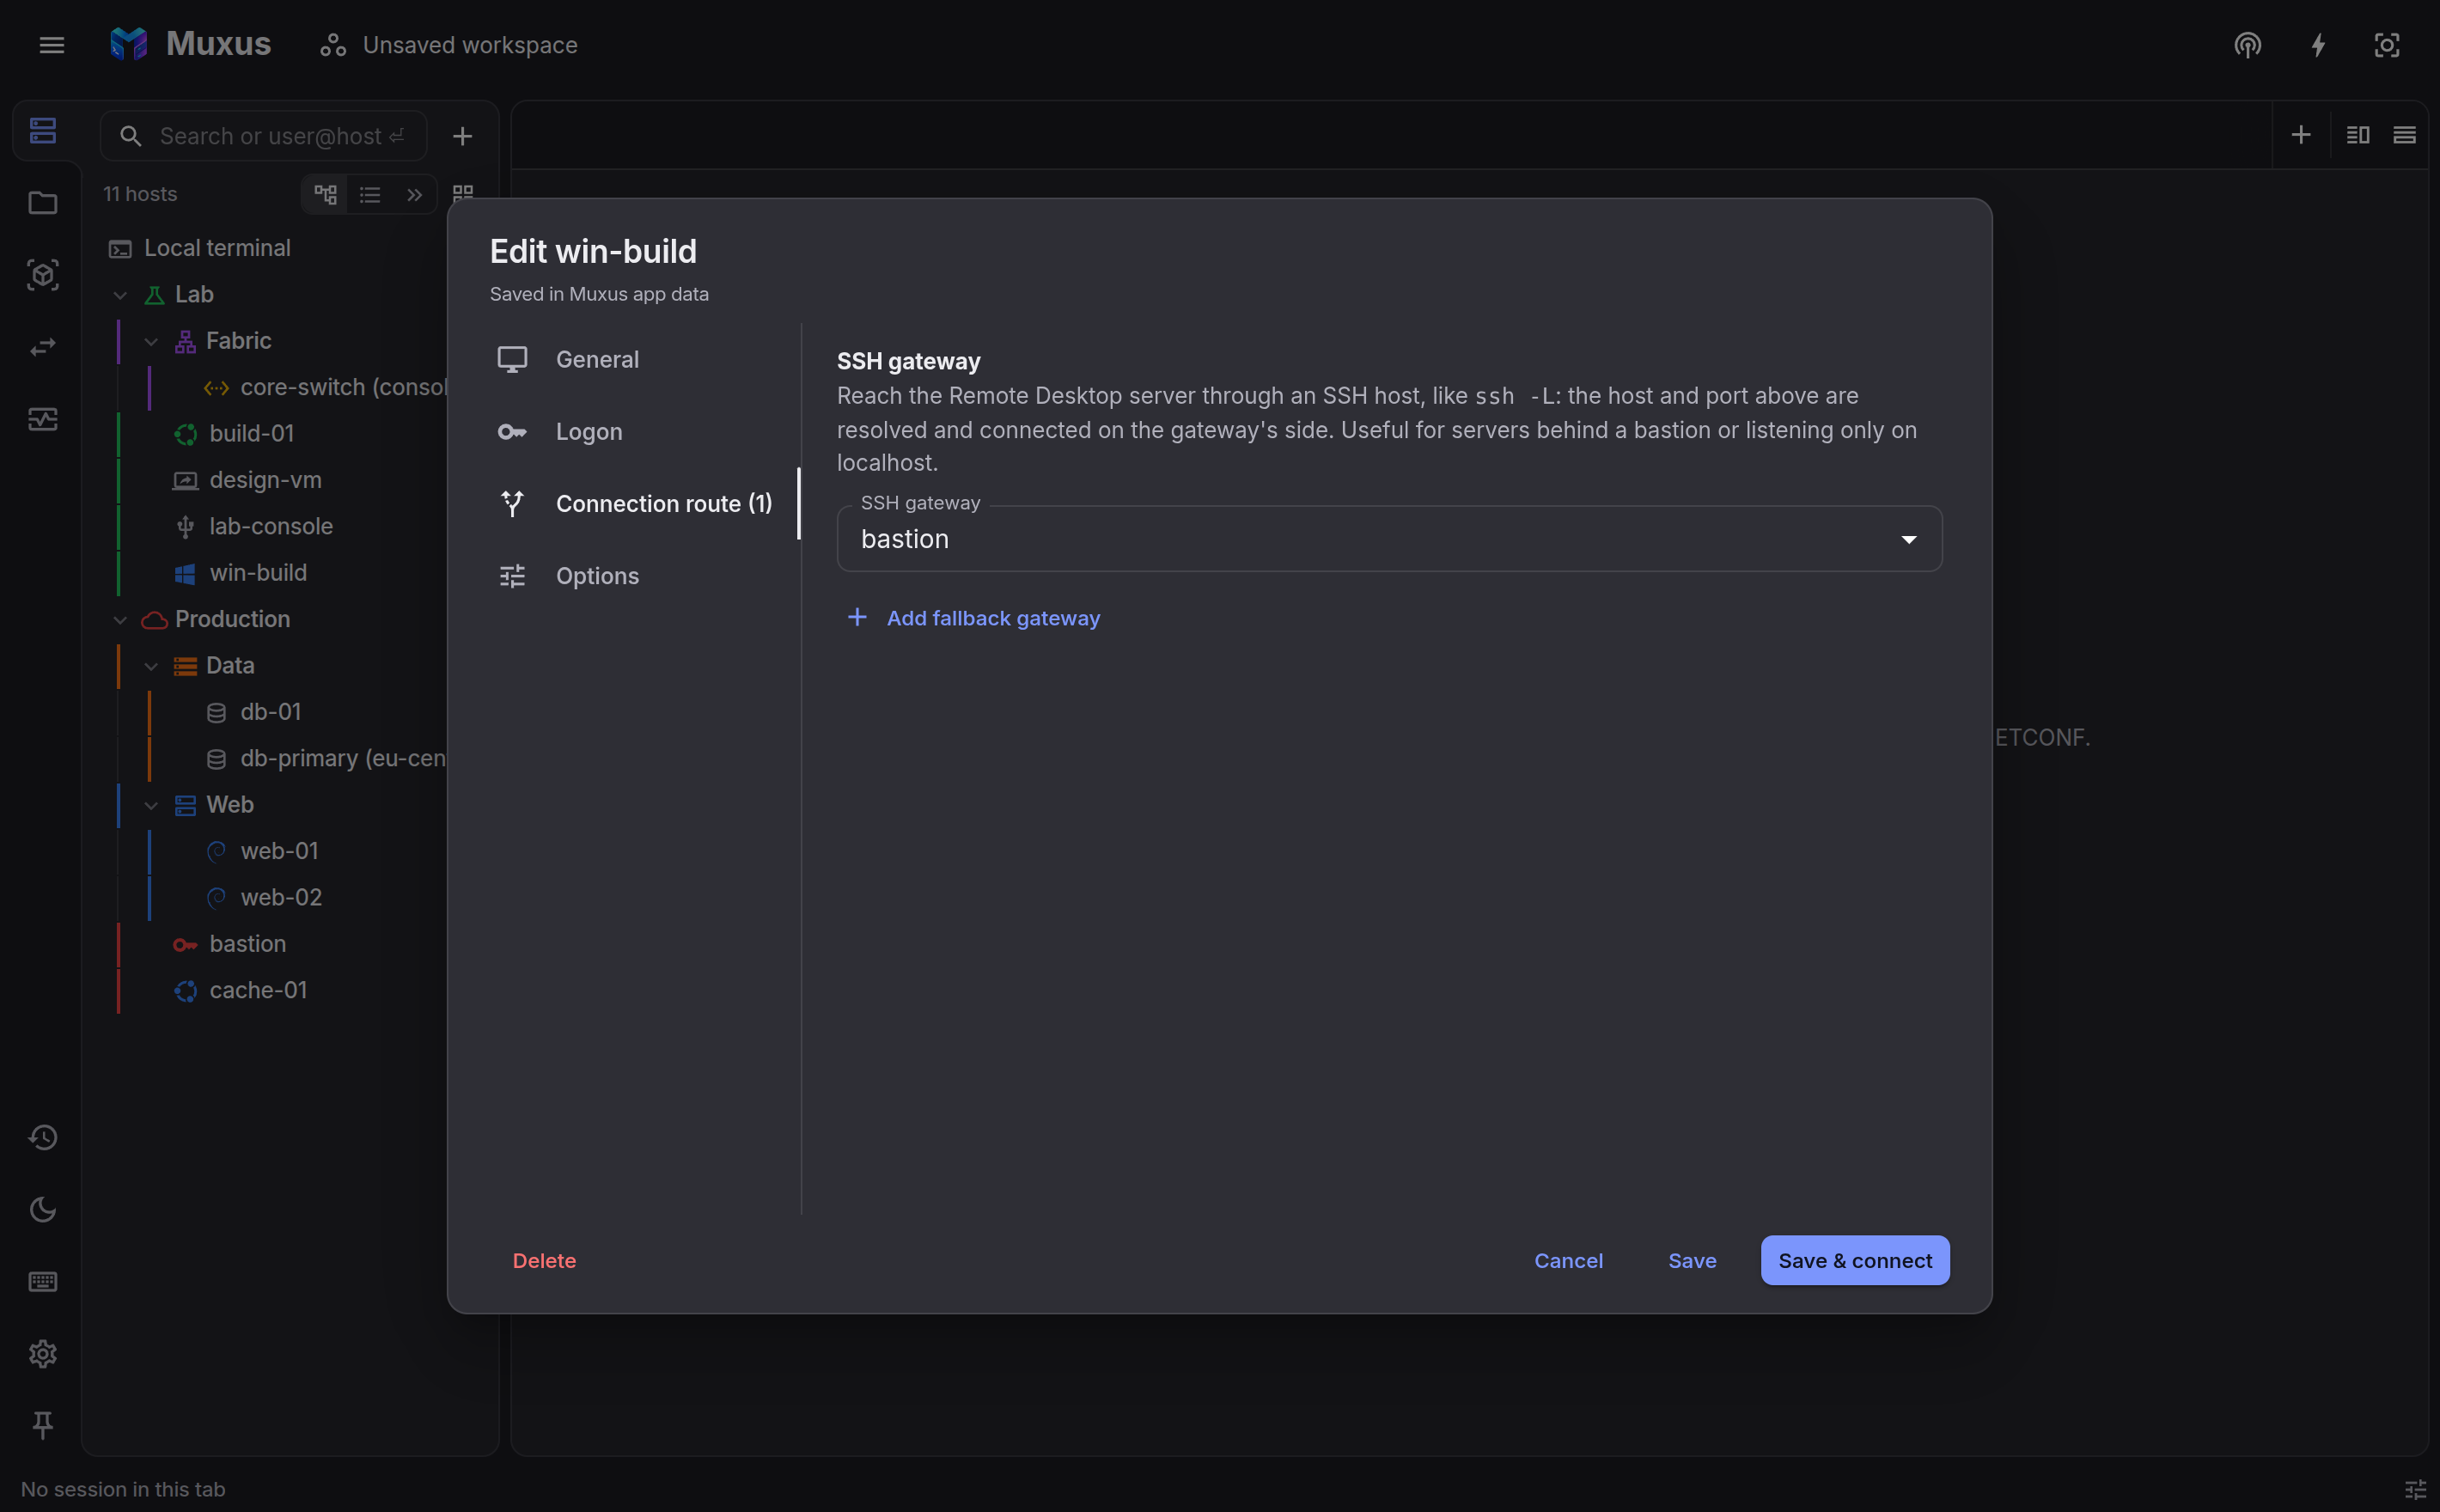 Muxus
Unsaved workspace
Search or user@host
11 hosts
Local terminal
Lab
Fabric
core-switch (consol
build-01
design-vm
lab-console
win-build
Production
Data
db-01
db-primary (eu-cen
Web
web-01
web-02
bastion
cache-01
Edit win-build
Saved in Muxus app data
General
Logon
Connection route (1)
Options
SSH gateway
Reach the Remote Desktop server through an SSH host, like ssh -L: the host and port above are
resolved and connected on the gateway's side. Useful for servers behind a bastion or listening only on
localhost.
SSH gateway
bastion
Add fallback gateway
ETCONF.
Delete
Cancel
Save
Save & connect
No session in this tab